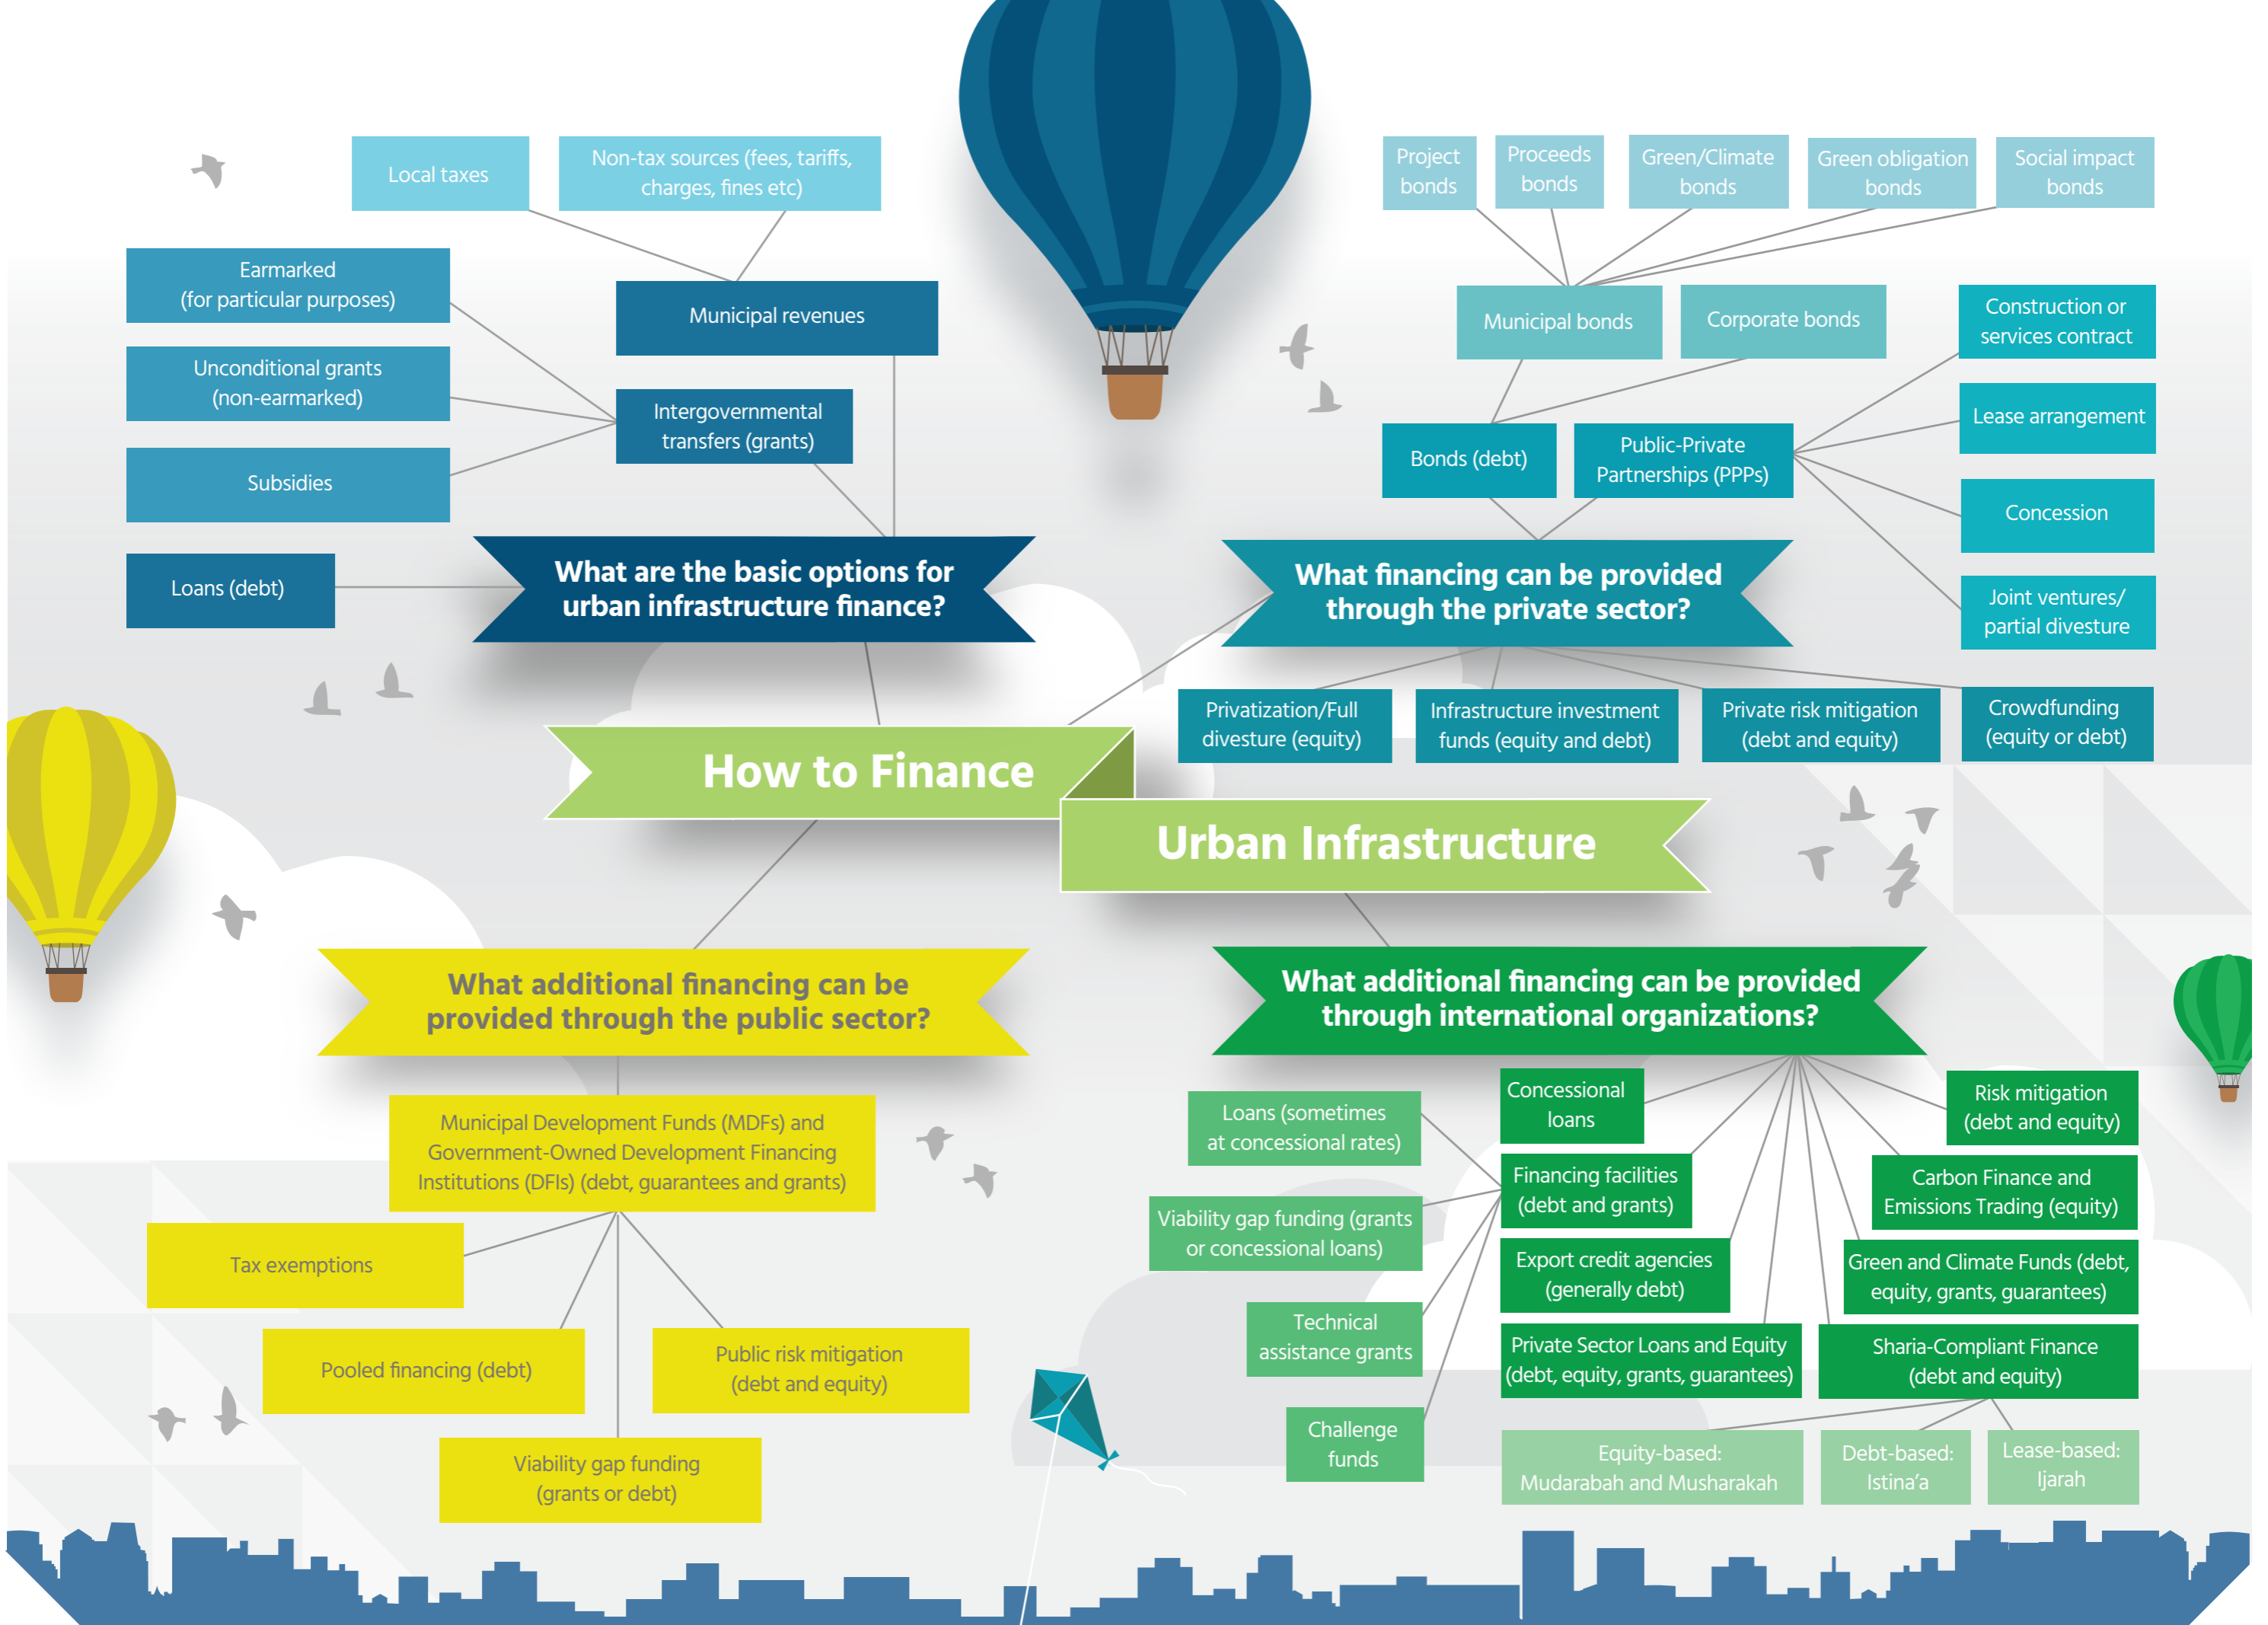 Local taxes
Non-tax sources (fees, tariffs,
charges, fines etc)
Earmarked
(for particular purposes)
Municipal revenues
Unconditional grants
(non-earmarked)
Intergovernmental
transfers (grants)
Subsidies
Loans (debt)
What are the basic options for
urban infrastructure finance?
Project
bonds
Proceeds
bonds
Green/Climate
bonds
Green obligation
bonds
Social impact
bonds
Municipal bonds
Corporate bonds
Construction or
services contract
Lease arrangement
Bonds (debt)
Public-Private
Partnerships (PPPs)
Concession
Joint ventures/
partial divesture
What financing can be provided
through the private sector?
Privatization/Full
divesture (equity)
Infrastructure investment
funds (equity and debt)
Private risk mitigation
(debt and equity)
Crowdfunding
(equity or debt)
How to Finance
Urban Infrastructure
What additional financing can be
provided through the public sector?
Municipal Development Funds (MDFs) and
Government-Owned Development Financing
Institutions (DFIs) (debt, guarantees and grants)
Tax exemptions
Pooled financing (debt)
Public risk mitigation
(debt and equity)
Viability gap funding
(grants or debt)
What additional financing can be provided
through international organizations?
Loans (sometimes
at concessional rates)
Viability gap funding (grants
or concessional loans)
Technical
assistance grants
Challenge
funds
Concessional
loans
Financing facilities
(debt and grants)
Export credit agencies
(generally debt)
Private Sector Loans and Equity
(debt, equity, grants, guarantees)
Risk mitigation
(debt and equity)
Carbon Finance and
Emissions Trading (equity)
Green and Climate Funds (debt,
equity, grants, guarantees)
Sharia-Compliant Finance
(debt and equity)
Equity-based:
Mudarabah and Musharakah
Debt-based:
Istina’a
Lease-based:
Ijarah